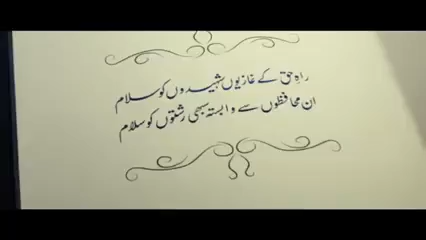 راہِ حق کے غازیوں شہیدوں کو سلام
ان محافظوں سے وابستہ سبھی رشتوں کو سلام